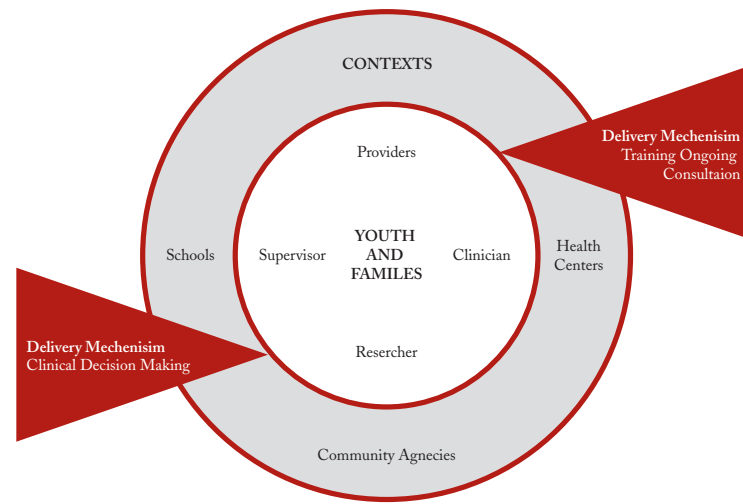 CONTEXTS
Delivery Mechenisim
Training Ongoing
Consultaion
Providers
Schools
Supervisor
YOUTH
AND
FAMILES
Clinician
Health
Centers
Delivery Mechenisim
Clinical Decision Making
Resercher
Community Agnecies